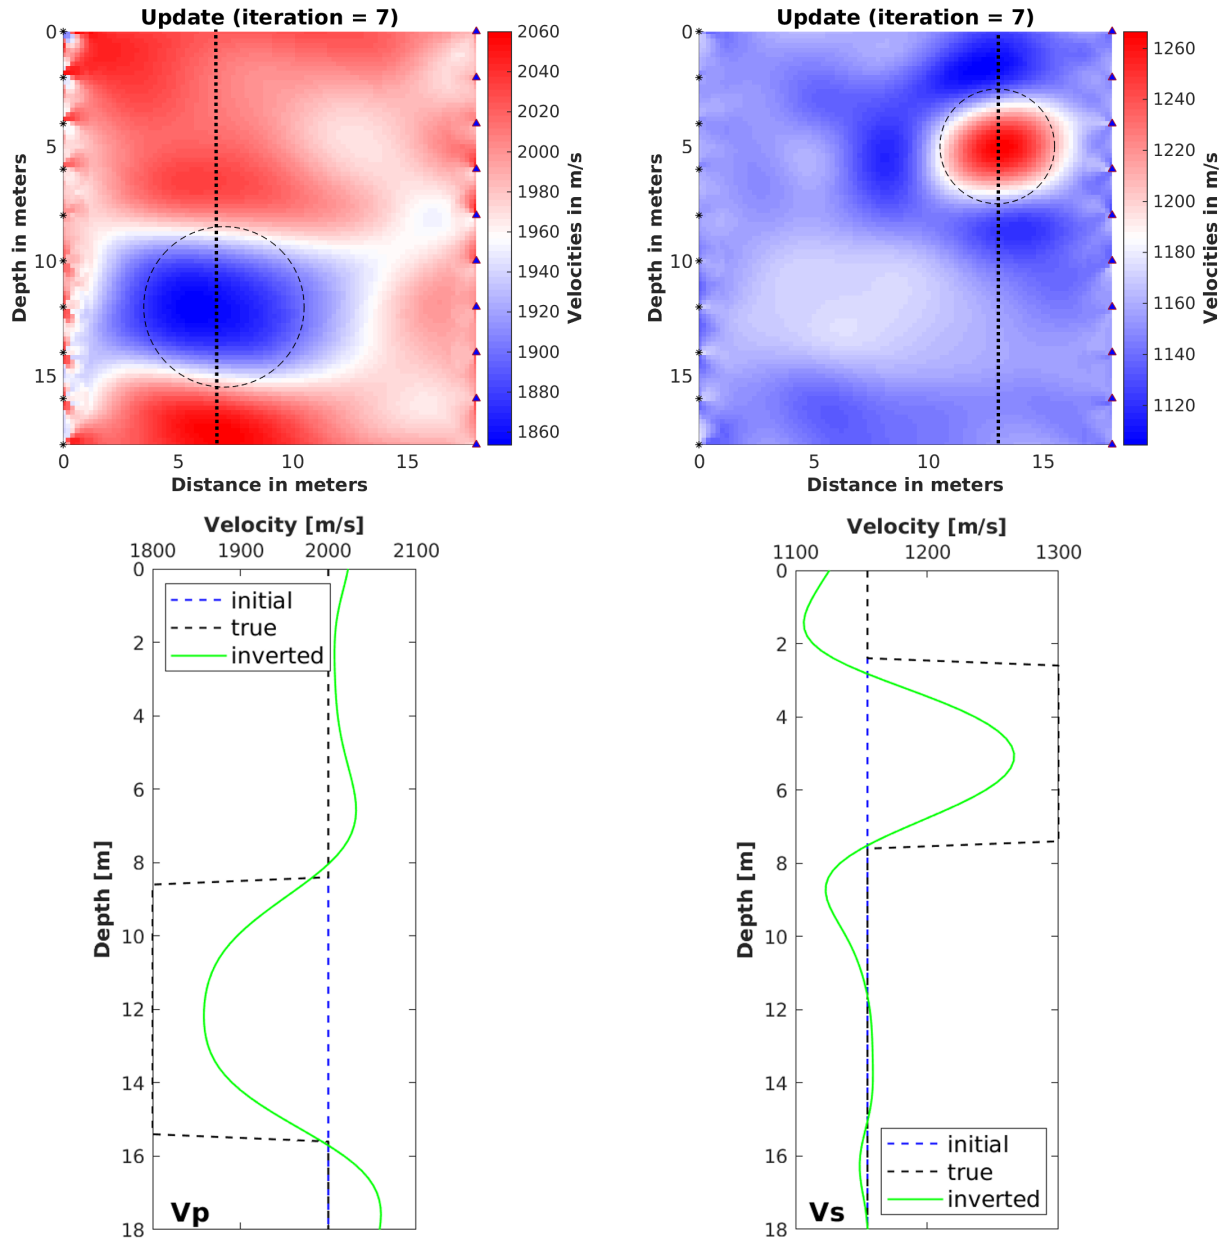 Update (iteration = 7)
0
5
10
15
Depth in meters
0 5 10 15
Distance in meters
2060
2040
2020
2000
1980
1960
1940
1920
1900
1880
1860
Velocities in m/s
Update (iteration = 7)
0
5
10
15
Depth in meters
0 5 10 15
Distance in meters
1260
1240
1220
1200
1180
1160
1140
1120
Velocities in m/s
Velocity [m/s]
1800 1900 2000 2100
0
2
4
6
8
10
12
14
16
18
Depth [m]
initial
true
inverted
Vp
Velocity [m/s]
1100 1200 1300
0
2
4
6
8
10
12
14
16
18
Depth [m]
initial
true
inverted
Vs